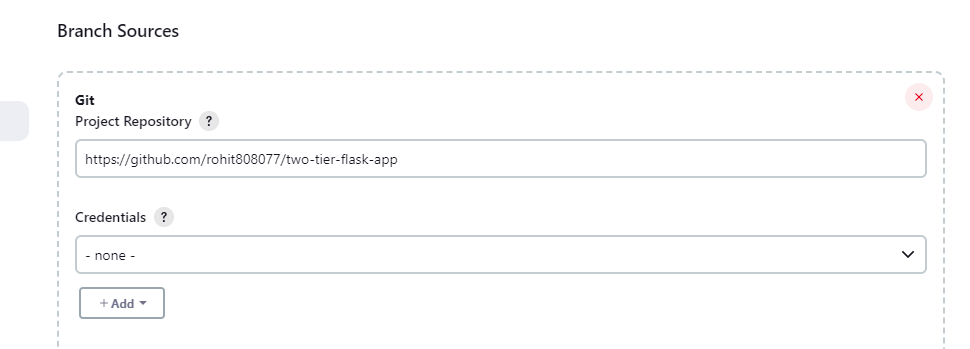 Branch Sources
Git
Project Repository ?
https://github.com/rohit808077/two-tier-flask-app
Credentials ?
- none -
+ Add